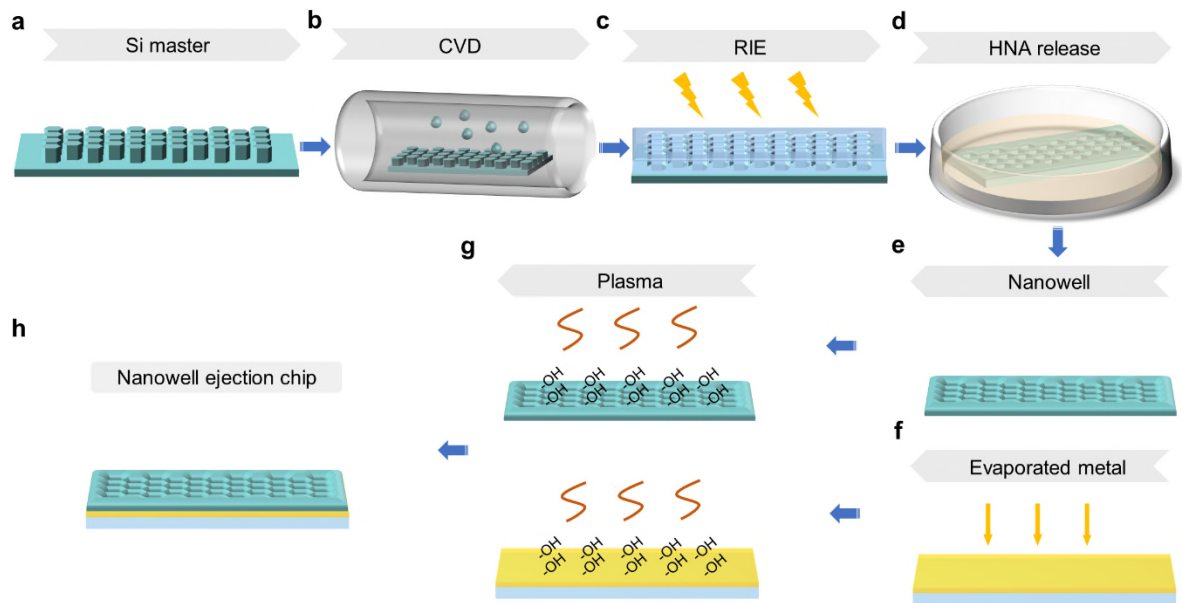 a
Si master
b
CVD
c
RIE
d
HNA release
e
Nanowell
f
Evaporated metal
g
Plasma
-OH -OH -OH -OH -OH
-OH -OH -OH -OH -OH
-OH -OH -OH -OH -OH
-OH -OH -OH -OH -OH
h
Nanowell ejection chip